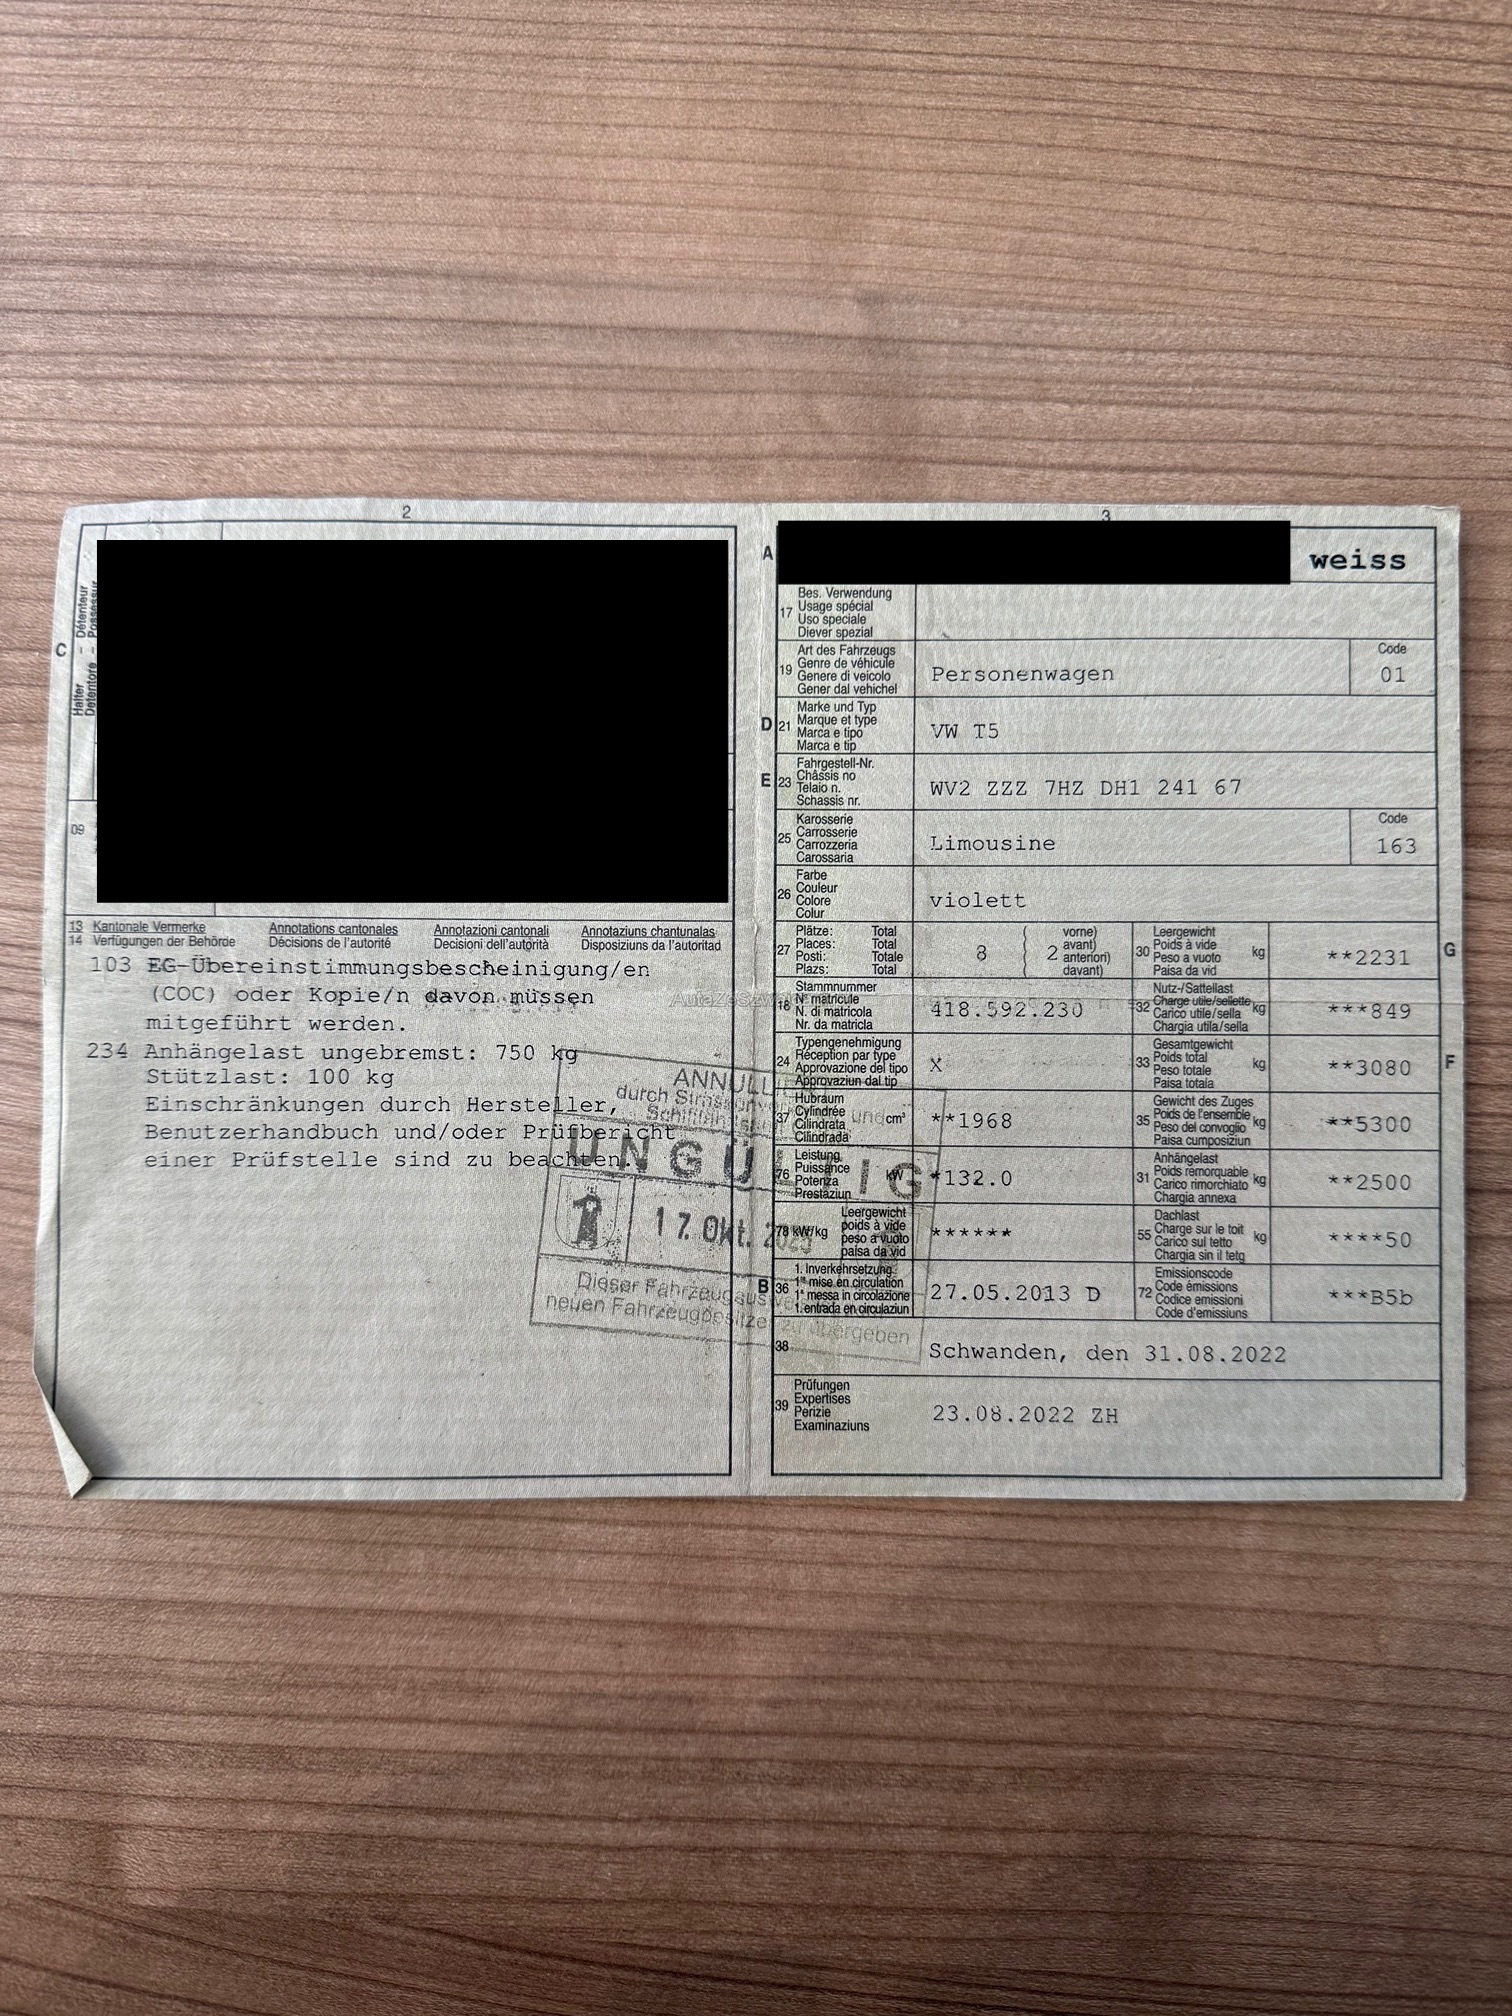 2
Halter - Détenteur
Detentore - Possessur
C
09
13 Kantonale Vermerke Annotations cantonales Annotazioni cantonali Annotaziuns chantunalas
14 Verfügungen der Behörde Décisions de l'autorité Decisioni dell'autorità Disposiziuns da l'autoritad
103 EG-Übereinstimmungsbescheinigung/en
(COC) oder Kopie/n davon müssen
mitgeführt werden.
234 Anhängelast ungebremst: 750 kg
Stützlast: 100 kg
Einschränkungen durch Hersteller,
Benutzerhandbuch und/oder Prüfbericht
einer Prüfstelle sind zu beachten.
durch
und
UNGÜLTIG
17. Okt.
Dieser Fahrzeugausweis
neuen Fahrzeugbesitzer zu übergeben
3
A weiss
17 Bes. Verwendung
Usage spécial
Uso speciale
Diever spezial
19 Art des Fahrzeugs
Genre de véhicule
Genere di veicolo
Gener dal vehichel
Personenwagen
Code
01
D 21 Marke und Typ
Marque et type
Marca e tipo
Marca e tip
VW T5
E 23 Fahrgestell-Nr.
Châssis no
Telaio n.
Schassis nr.
WV2 ZZZ 7HZ DH1 241 67
25 Karosserie
Carrosserie
Carrozzeria
Carossaria
Limousine
Code
163
26 Farbe
Couleur
Colore
Colur
violett
27 Plätze: Total
Places: Total
Posti: Totale
Plazs: Total
8
2
vorne)
avant)
anteriori)
davant)
30 Leergewicht
Poids à vide
Peso a vuoto
Paisa da vid
kg
**2231
G
18 Stammnummer
N° matricule
N. di matricola
Nr. da matricla
418.592.230
32 Nutz-/Sattellast
Charge utile/sellette
Carico utile/sella
Chargia utila/sella
kg
***849
24 Typengenehmigung
Réception par type
Approvazione del tipo
Approvaziun dal tip
X
33 Gesamtgewicht
Poids total
Peso totale
Paisa totala
kg
**3080
F
37 Hubraum
Cylindrée
Cilindrata
Cilindrada
cm³
**1968
35 Gewicht des Zuges
Poids de l'ensemble
Peso del convoglio
Paisa cumposiziun
kg
**5300
76 Leistung
Puissance
Potenza
Prestaziun
kW
*132.0
31 Anhängelast
Poids remorquable
Carico rimorchiato
Chargia annexa
kg
**2500
78 kW/kg
Leergewicht
poids à vide
peso a vuoto
paisa da vid
******
55 Dachlast
Charge sur le toit
Carico sul tetto
Chargia sin il tetg
kg
****50
B 36 1. Inverkehrsetzung
1re mise en circulation
1a messa in circolazione
1. entrada en circulaziun
27.05.2013 D
72 Emissionscode
Code émissions
Codice emissioni
Code d'emissiuns
***B5b
38 Schwanden, den 31.08.2022
39 Prüfungen
Expertises
Perizie
Examinaziuns
23.08.2022 ZH